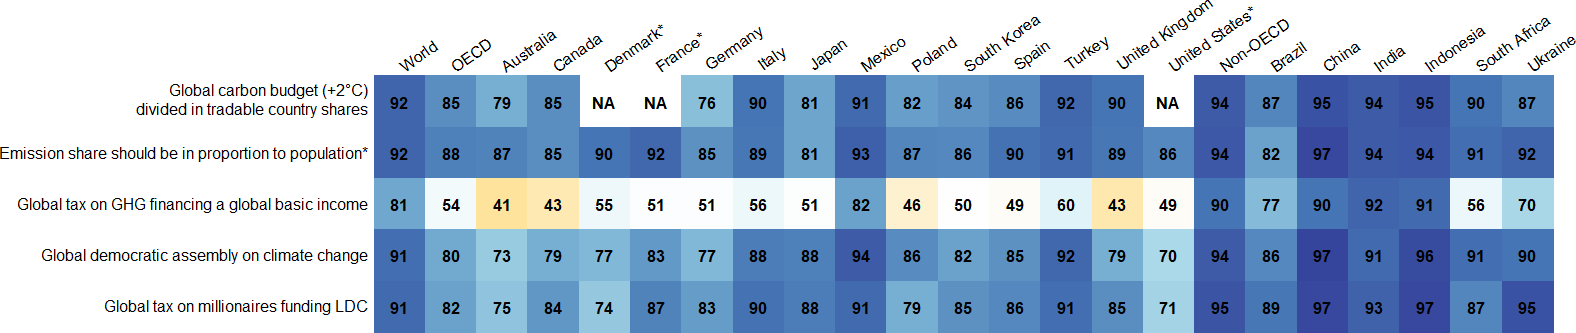 World OECD Australia Canada Denmark* France* Germany Italy Japan Mexico Poland South Korea Spain Turkey United Kingdom United States* Non-OECD Brazil China India Indonesia South Africa Ukraine
Global carbon budget (+2°C)
divided in tradable country shares
92 85 79 85 NA NA 76 90 81 91 82 84 86 92 90 NA 94 87 95 94 95 90 87
Emission share should be in proportion to population*
92 88 87 85 90 92 85 89 81 93 87 86 90 91 89 86 94 82 97 94 94 91 92
Global tax on GHG financing a global basic income
81 54 41 43 55 51 51 56 51 82 46 50 49 60 43 49 90 77 90 92 91 56 70
Global democratic assembly on climate change
91 80 73 79 77 83 77 88 88 94 86 82 85 92 79 70 94 86 97 91 96 91 90
Global tax on millionaires funding LDC
91 82 75 84 74 87 83 90 88 91 79 85 86 91 85 71 95 89 97 93 97 87 95